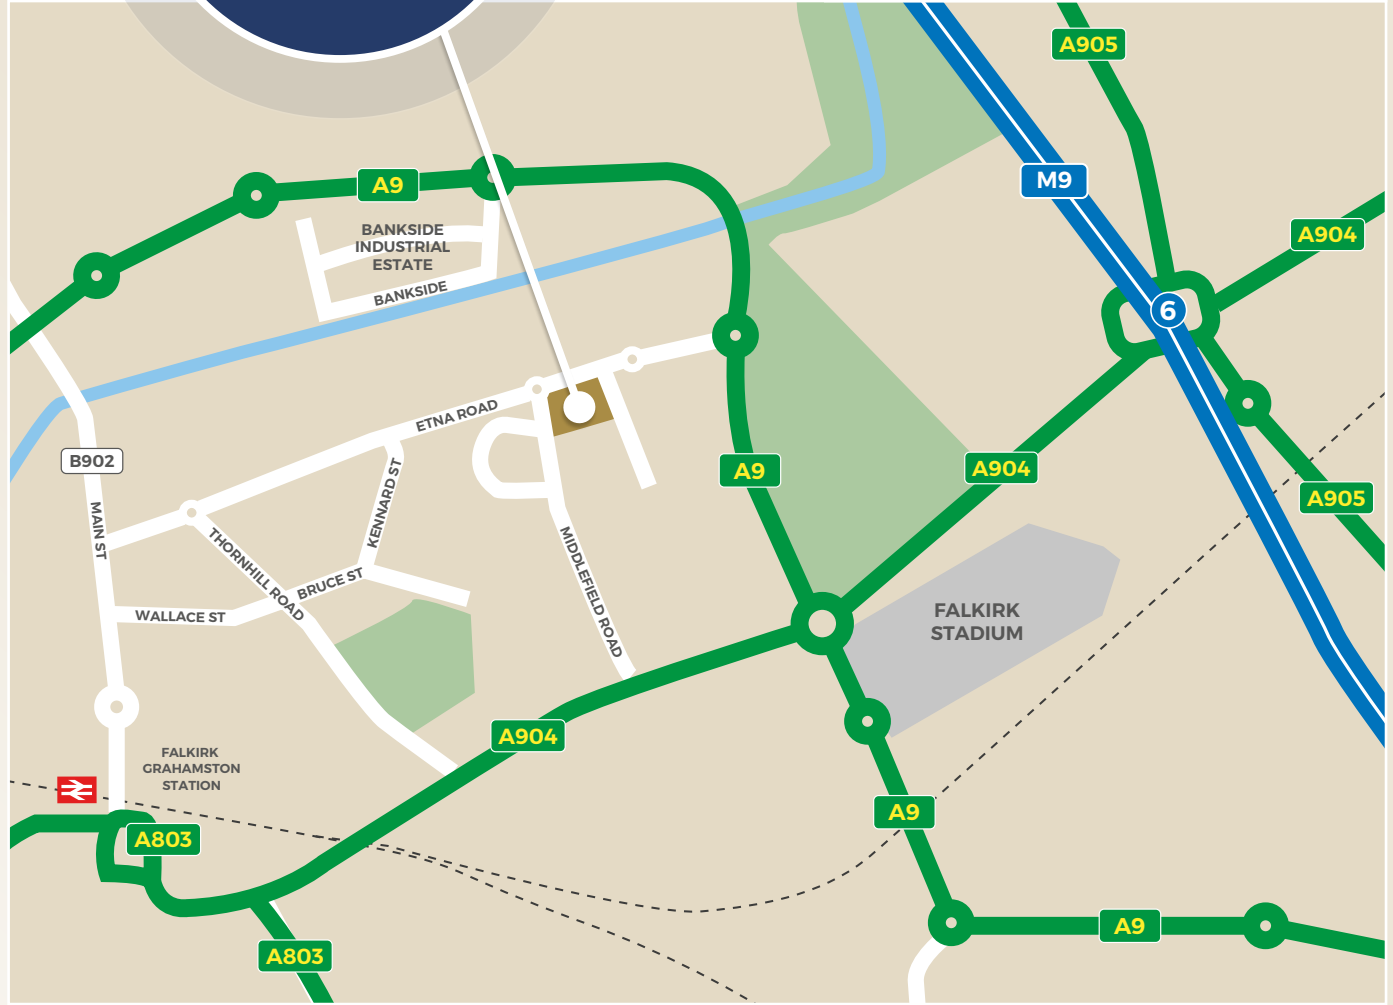 A905
M9
A9
A904
BANKSIDE
INDUSTRIAL
ESTATE
BANKSIDE
6
ETNA ROAD
B902
KENNARD ST
A9
A904
A905
MAIN ST
THORNHILL ROAD
BRUCE ST
MIDDLEFIELD ROAD
WALLACE ST
FALKIRK
STADIUM
A904
FALKIRK
GRAHAMSTON
STATION
A803
A9
A9
A803